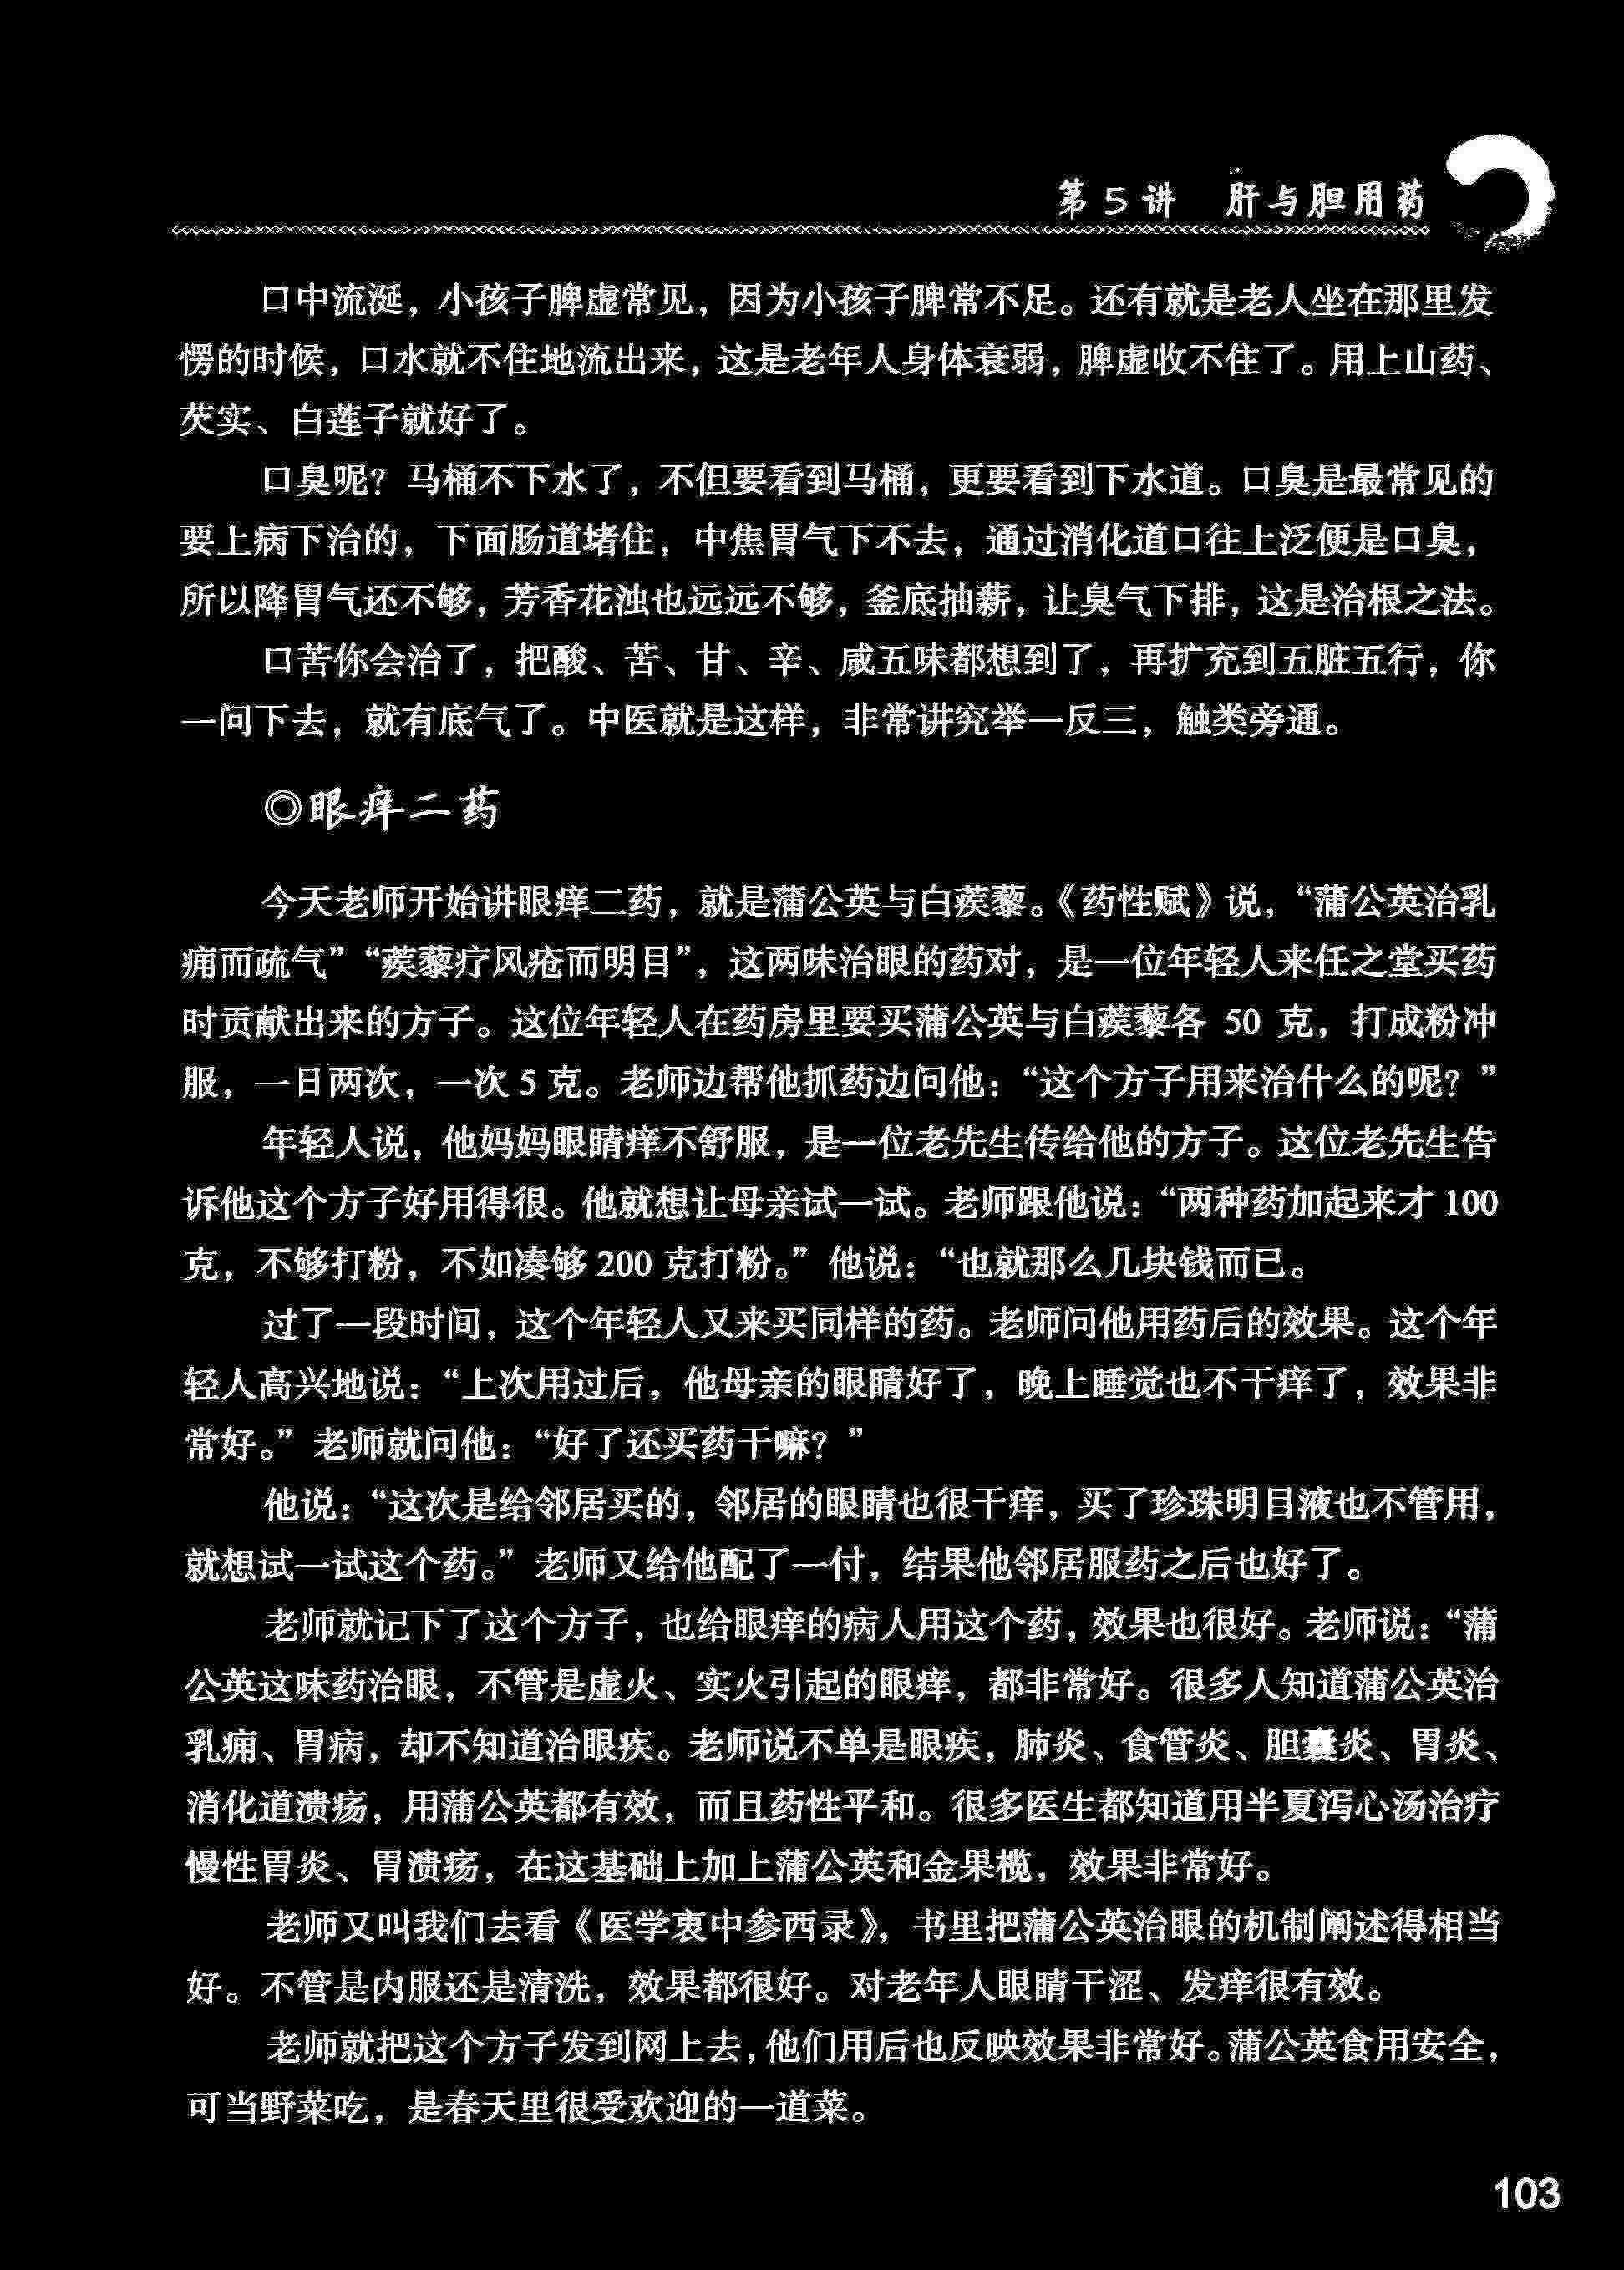 第5讲 肝与胆用药
口中流涎，小孩子脾虚常见，因为小孩子脾常不足。还有就是老人坐在那里发
愣的时候，口水就不住地流出来，这是老年人身体衰弱，脾虚收不住了。用上山药、
芡实、白莲子就好了。
口臭呢？马桶不下水了，不但要看到马桶，更要看到下水道。口臭是最常见的
要上病下治的，下面肠道堵住，中焦胃气下不去，通过消化道口往上泛便是口臭，
所以降胃气还不够，芳香花浊也远远不够，釜底抽薪，让臭气下排，这是治根之法。
口苦你会治了，把酸、苦、甘、辛、咸五味都想到了，再扩充到五脏五行，你
一问下去，就有底气了。中医就是这样，非常讲究举一反三，触类旁通。
◎眼痒二药
今天老师开始讲眼痒二药，就是蒲公英与白蒺藜。《药性赋》说，“蒲公英治乳
痈而疏气”“蒺藜疗风疮而明目”，这两味治眼的药对，是一位年轻人来任之堂买药
时贡献出来的方子。这位年轻人在药房里要买蒲公英与白蒺藜各 50 克，打成粉冲
服，一日两次，一次 5 克。老师边帮他抓药边问他：“这个方子用来治什么的呢？”
年轻人说，他妈妈眼睛痒不舒服，是一位老先生传给他的方子。这位老先生告
诉他这个方子好用得很。他就想让母亲试一试。老师跟他说：“两种药加起来才 100
克，不够打粉，不如凑够 200 克打粉。”他说：“也就那么几块钱而已。
过了一段时间，这个年轻人又来买同样的药。老师问他用药后的效果。这个年
轻人高兴地说：“上次用过后，他母亲的眼睛好了，晚上睡觉也不干痒了，效果非
常好。”老师就问他：“好了还买药干嘛？”
他说：“这次是给邻居买的，邻居的眼睛也很干痒，买了珍珠明目液也不管用，
就想试一试这个药。”老师又给他配了一付，结果他邻居服药之后也好了。
老师就记下了这个方子，也给眼痒的病人用这个药，效果也很好。老师说：“蒲
公英这味药治眼，不管是虚火、实火引起的眼痒，都非常好。很多人知道蒲公英治
乳痈、胃病，却不知道治眼疾。老师说不单是眼疾，肺炎、食管炎、胆囊炎、胃炎、
消化道溃疡，用蒲公英都有效，而且药性平和。很多医生都知道用半夏泻心汤治疗
慢性胃炎、胃溃疡，在这基础上加上蒲公英和金果榄，效果非常好。
老师又叫我们去看《医学衷中参西录》，书里把蒲公英治眼的机制阐述得相当
好。不管是内服还是清洗，效果都很好。对老年人眼睛干涩、发痒很有效。
老师就把这个方子发到网上去，他们用后也反映效果非常好。蒲公英食用安全，
可当野菜吃，是春天里很受欢迎的一道菜。
103